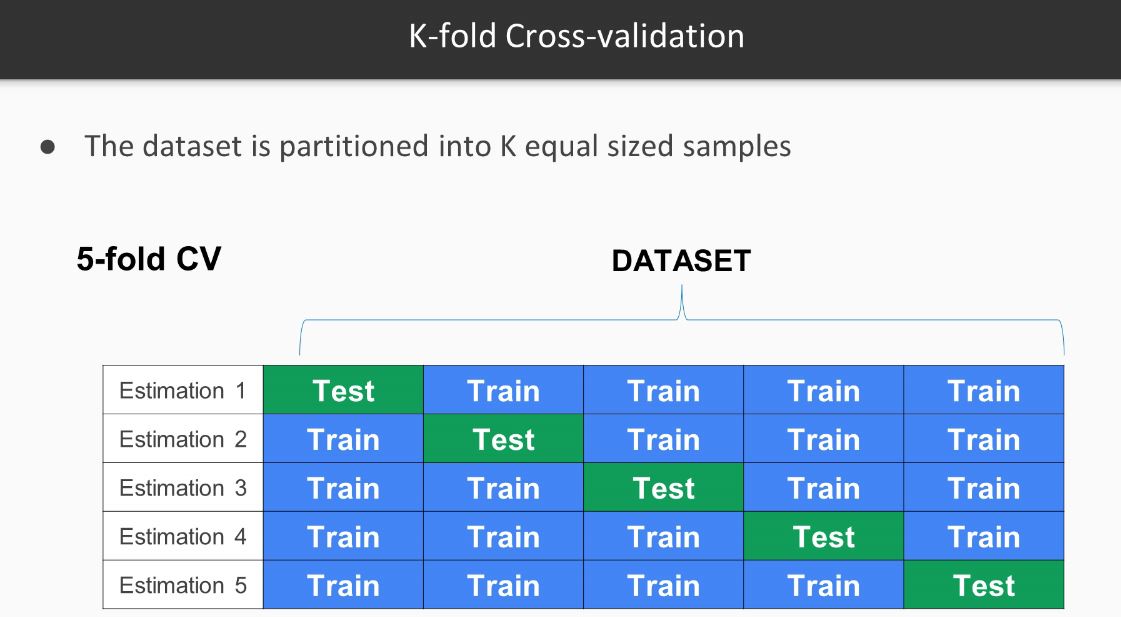 K-fold Cross-validation
● The dataset is partitioned into K equal sized samples
5-fold CV
DATASET
Estimation 1 Test Train Train Train Train
Estimation 2 Train Test Train Train Train
Estimation 3 Train Train Test Train Train
Estimation 4 Train Train Train Test Train
Estimation 5 Train Train Train Train Test